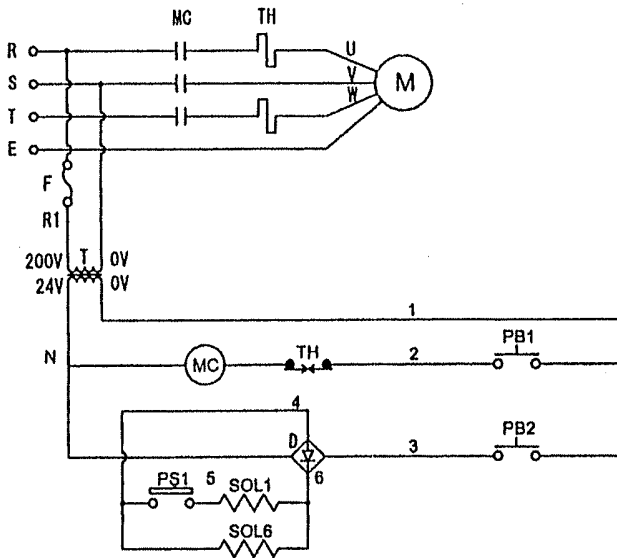 MC TH
R U
S V M
T W
E
F
R1
200V T 0V
24V 0V
1
N MC TH 2 PB1
4
D 3 PB2
PS1 5 SOL1 6
SOL6